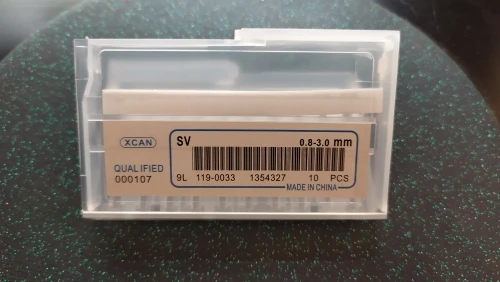 XCAN
QUALIFIED
000107
SV 0.8-3.0 mm
9L 119-0033 1354327 10 PCS
MADE IN CHINA